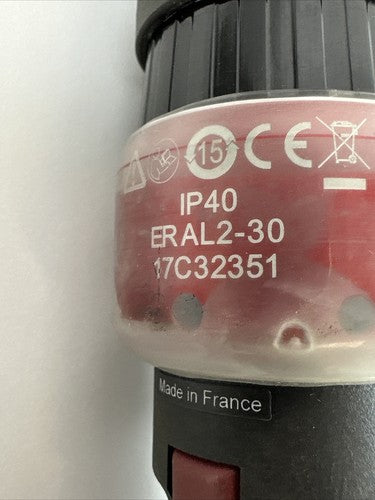 15 CE
IP40
ERAL2-30
17C32351
Made in France